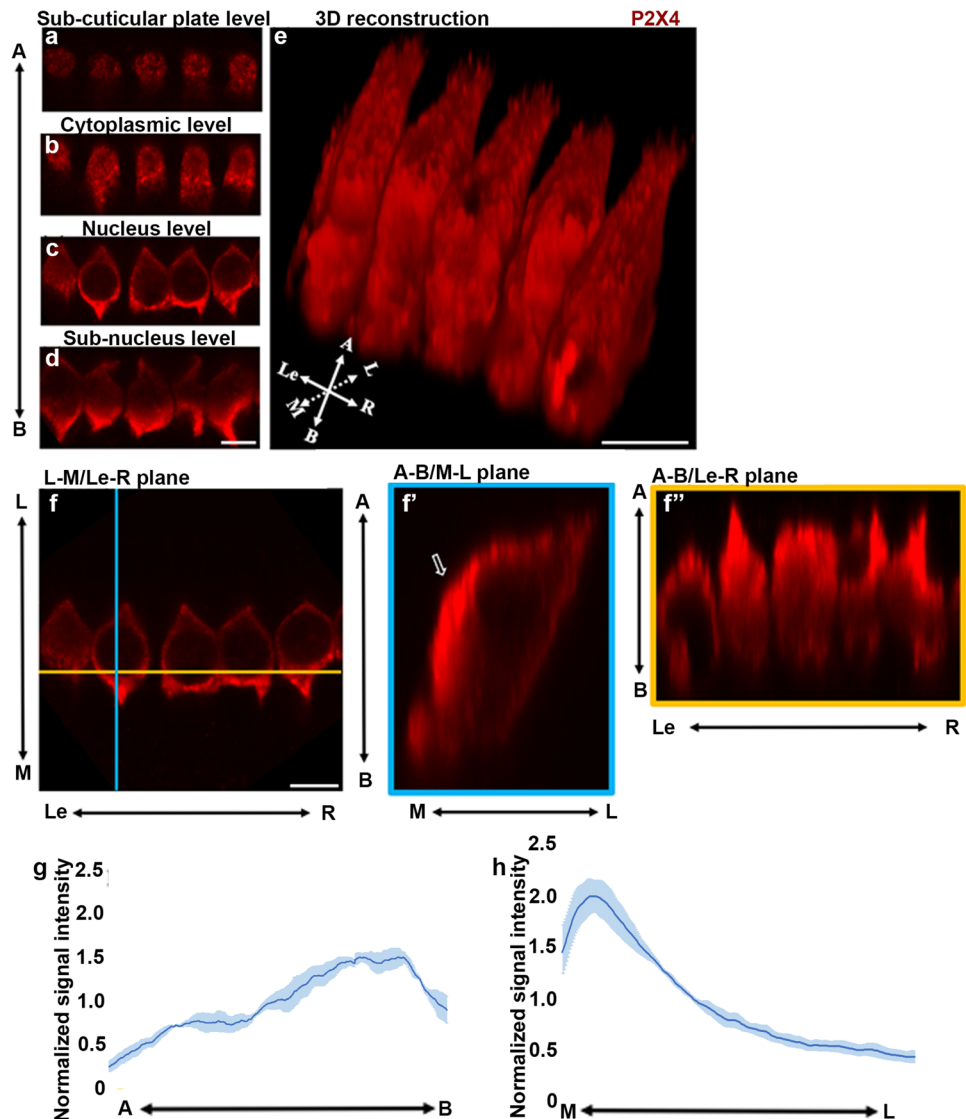 Sub-cuticular plate level
3D reconstruction
P2X4
a
e
A
Cytoplasmic level
b
Nucleus level
c
Sub-nucleus level
d
B
A
Le
L
M
R
B
L-M/Le-R plane
A-B/M-L plane
A-B/Le-R plane
L
f
M
Le
R
A
f'
B
M
L
A
f''
B
Le
R
g
Normalized signal intensity
2.5
2.0
1.5
1.0
0.5
0
A
B
h
Normalized signal intensity
2.5
2.0
1.5
1.0
0.5
0
M
L